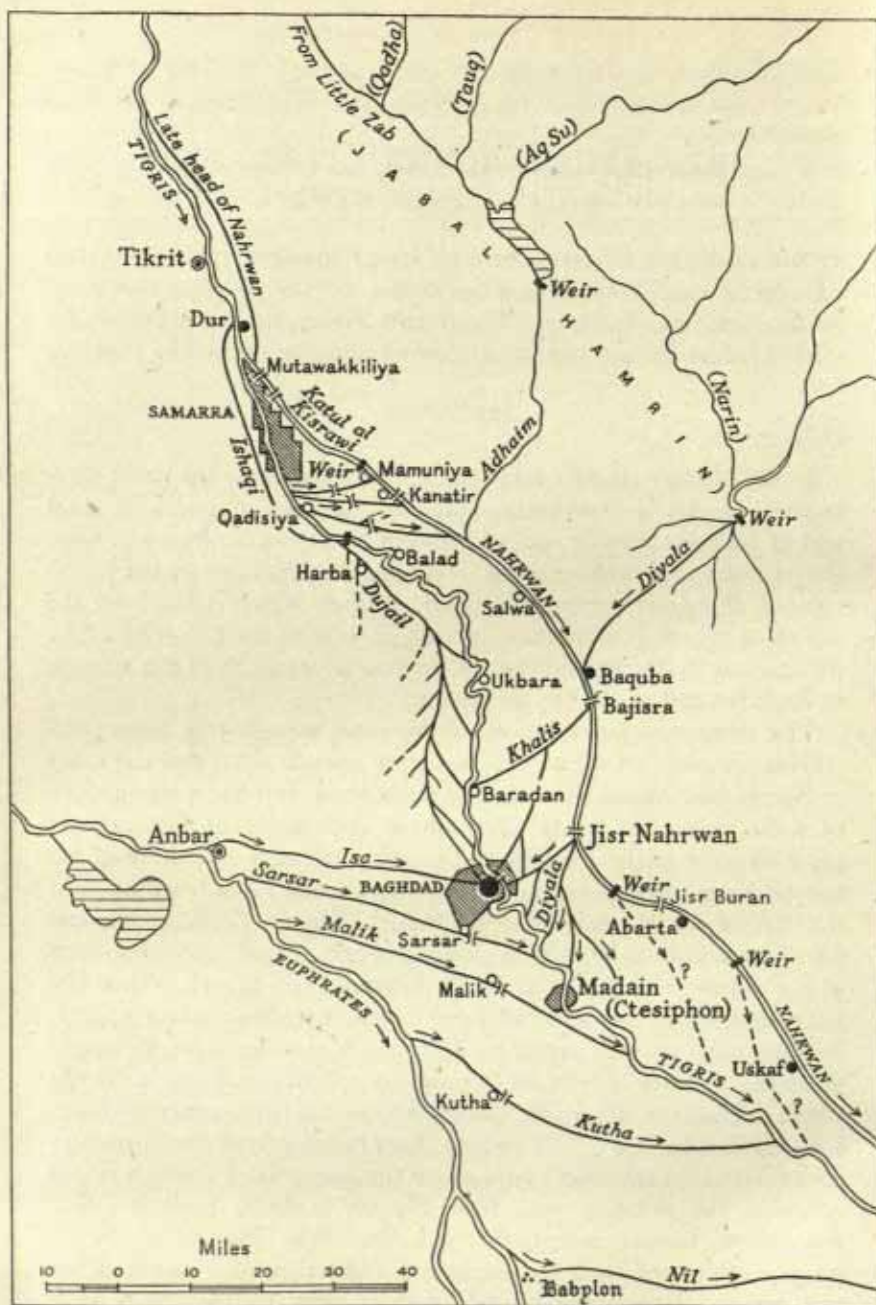 From Little Zab
(Qadha)
(Tauq)
(Aq Su)
(JABAL HAMRIN)
Late head of Nahrwan
TIGRIS
Tikrit
Weir
Dur
Mutawakkiliya
(Narin)
SAMARRA
Katul al
Kisrawi
Ishaqi
Adhaim
Weir
Mamuniya
Kanatir
Qadisiya
Weir
NAHRWAN
Balad
Diyala
Harba
Dujail
Salwa
Baquba
Ukbara
Bajisra
Khalis
Baradan
Anbar
Jisr Nahrwan
Isa
Sarsar
BAGHDAD
Diyala
Weir
Jisr Buran
Abarta
Malik
Sarsar
Weir
EUPHRATES
Malik
Madain
(Ctesiphon)
?
NAHRWAN
TIGRIS
Uskaf
Kutha
?
Kutha
Miles
10 0 10 20 30 40
Babylon
Nil